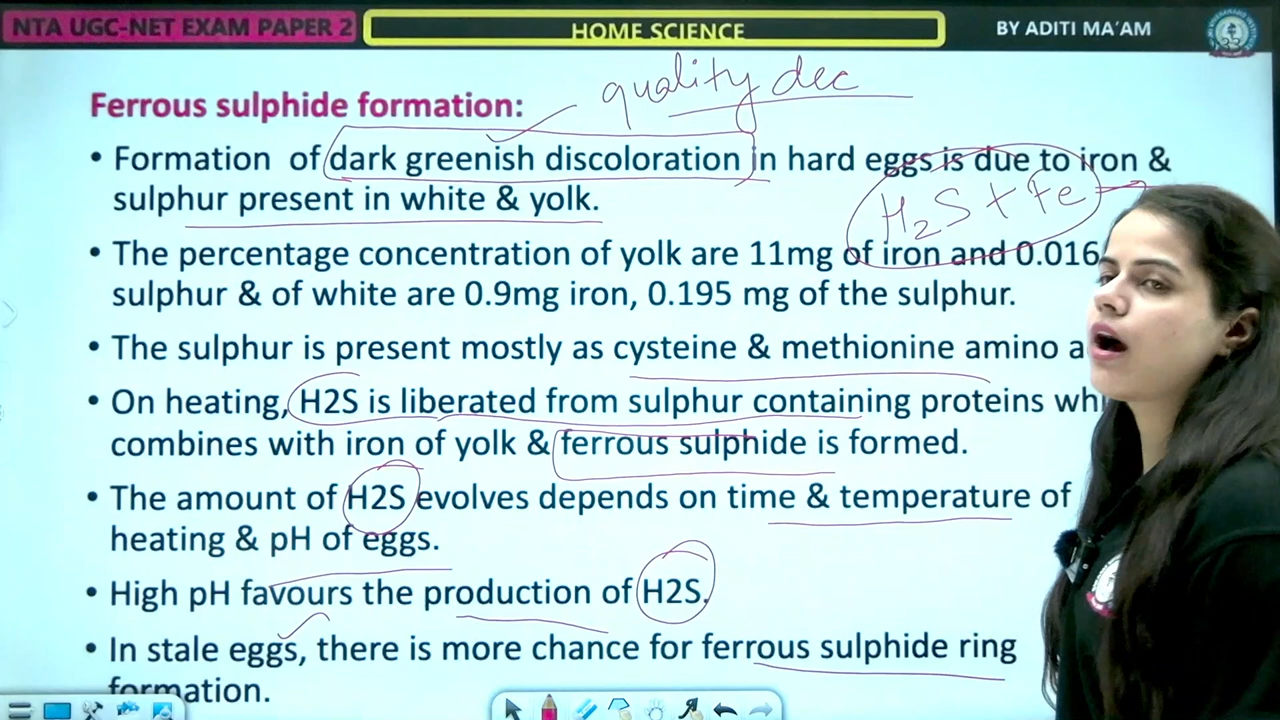 NTA UGC-NET EXAM PAPER 2
HOME SCIENCE
BY ADITI MA'AM
quality dec
Ferrous sulphide formation:
• Formation of dark greenish discoloration in hard eggs is due to iron &
sulphur present in white & yolk.
H2S + Fe
• The percentage concentration of yolk are 11mg of iron and 0.016
sulphur & of white are 0.9mg iron, 0.195 mg of the sulphur.
• The sulphur is present mostly as cysteine & methionine amino
• On heating, H2S is liberated from sulphur containing proteins
combines with iron of yolk & ferrous sulphide is formed.
• The amount of H2S evolves depends on time & temperature of
heating & pH of eggs.
• High pH favours the production of H2S.
• In stale eggs, there is more chance for ferrous sulphide ring
formation.